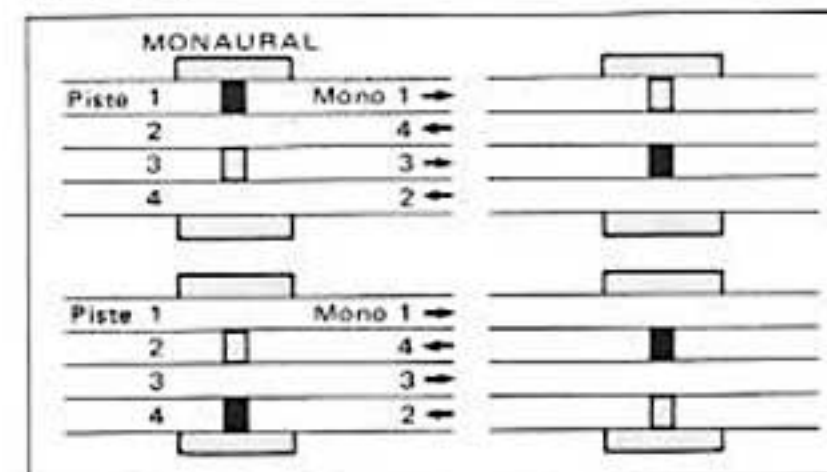 MONAURAL
Piste 1 Mono 1 →
2 4 ←
3 3 →
4 2 ←
Piste 1 Mono 1 →
2 4 ←
3 3 →
4 2 ←